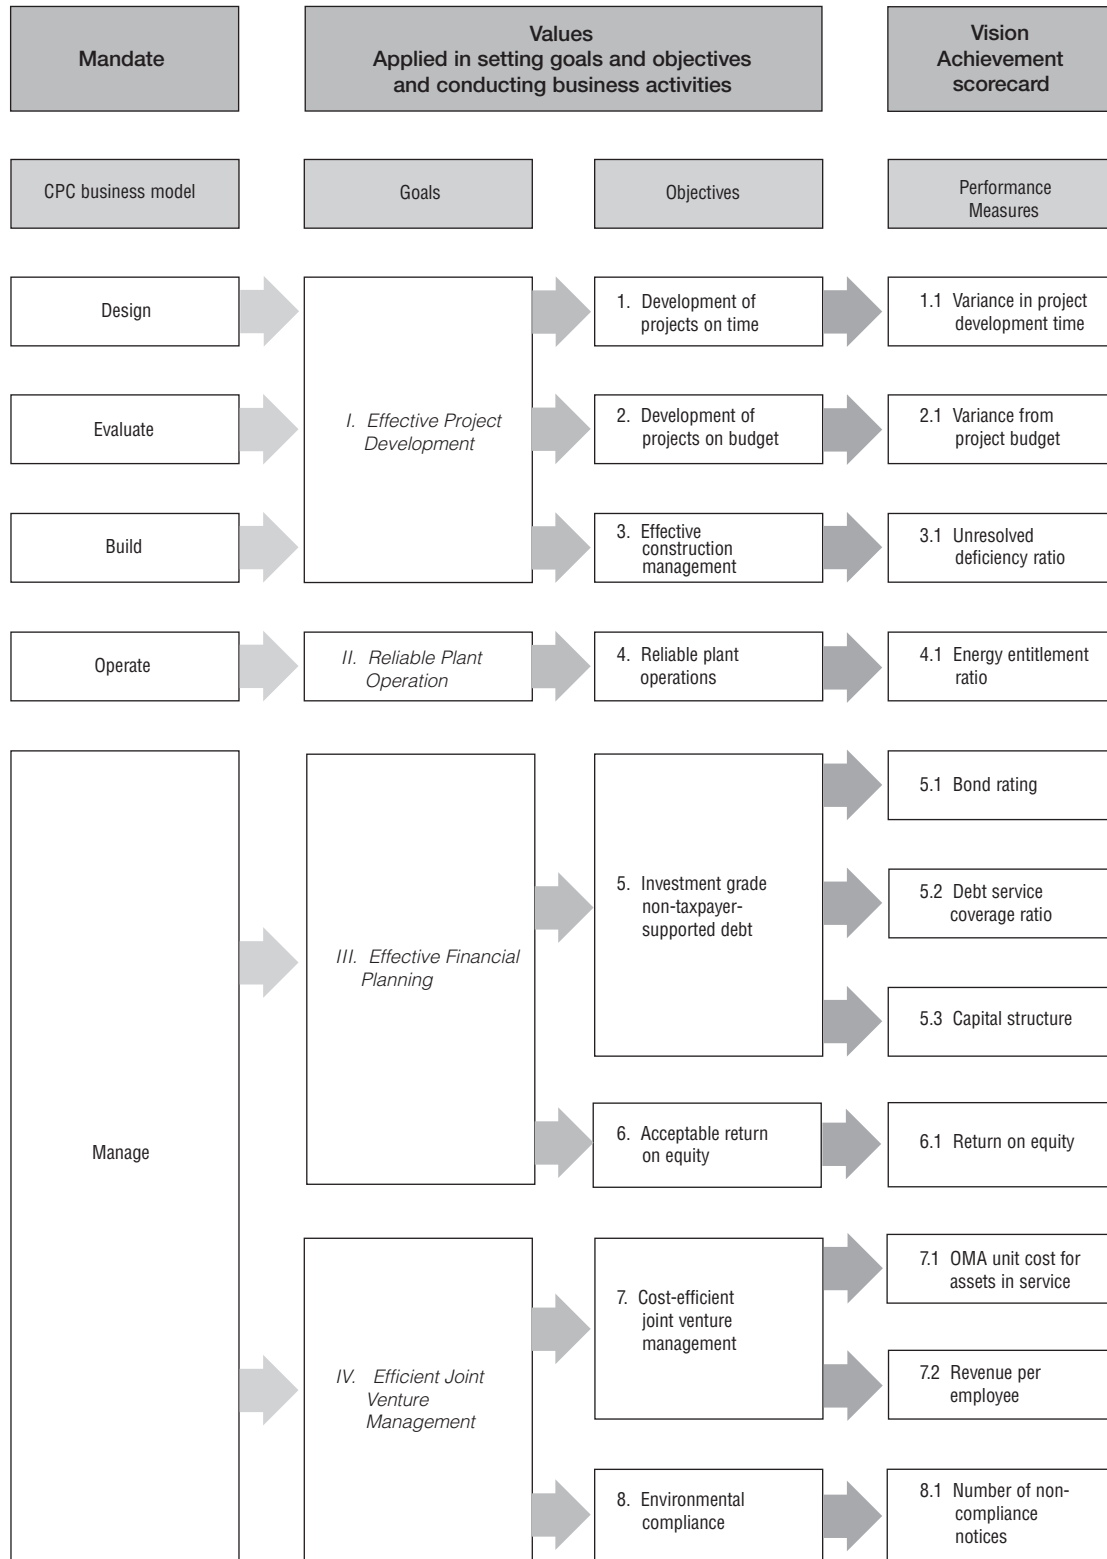 Mandate
Values
Applied in setting goals and objectives
and conducting business activities
Vision
Achievement
scorecard
CPC business model
Goals
Objectives
Performance
Measures
Design
1. Development of
projects on time
1.1 Variance in project
development time
Evaluate
I. Effective Project
Development
2. Development of
projects on budget
2.1 Variance from
project budget
Build
3. Effective
construction
management
3.1 Unresolved
deficiency ratio
Operate
II. Reliable Plant
Operation
4. Reliable plant
operations
4.1 Energy entitlement
ratio
Manage
III. Effective Financial
Planning
5. Investment grade
non-taxpayer-
supported debt
5.1 Bond rating
5.2 Debt service
coverage ratio
5.3 Capital structure
6. Acceptable return
on equity
6.1 Return on equity
IV. Efficient Joint
Venture
Management
7. Cost-efficient
joint venture
management
7.1 OMA unit cost for
assets in service
7.2 Revenue per
employee
8. Environmental
compliance
8.1 Number of non-
compliance
notices